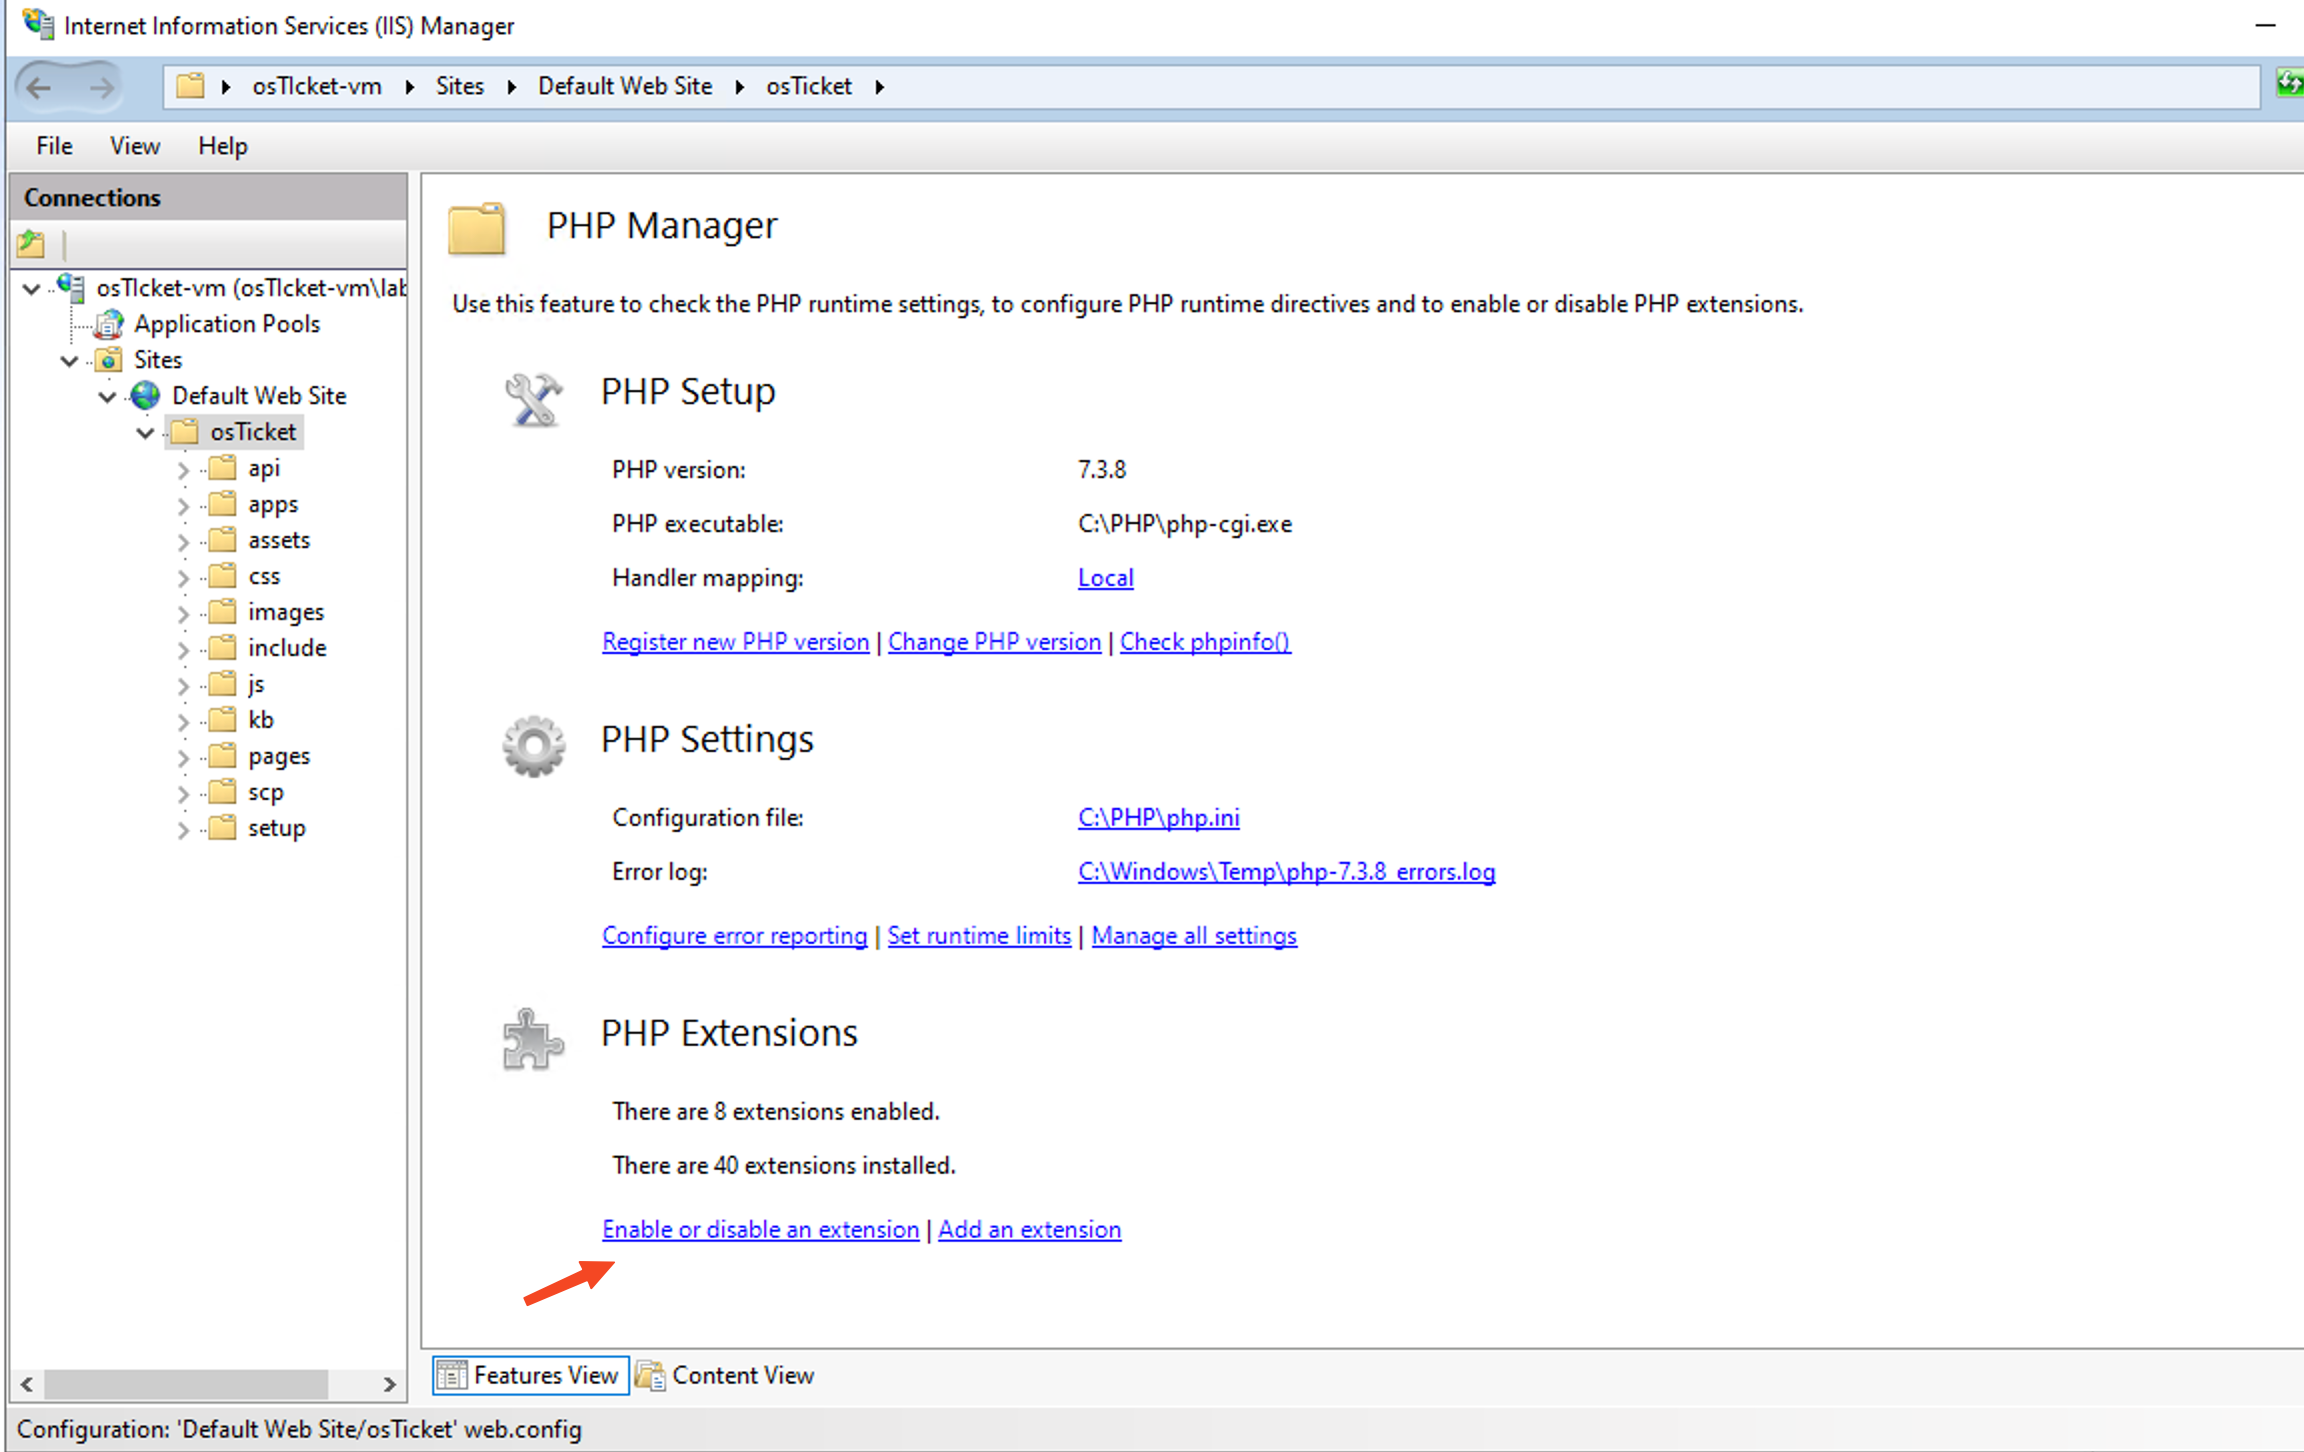 Internet Information Services (IIS) Manager
osTIcket-vm Sites Default Web Site osTicket
File View Help
Connections
osTIcket-vm (osTIcket-vm\lab
Application Pools
Sites
Default Web Site
osTicket
api
apps
assets
css
images
include
js
kb
pages
scp
setup
PHP Manager
Use this feature to check the PHP runtime settings, to configure PHP runtime directives and to enable or disable PHP extensions.
PHP Setup
PHP version: 7.3.8
PHP executable: C:\PHP\php-cgi.exe
Handler mapping: Local
Register new PHP version | Change PHP version | Check phpinfo()
PHP Settings
Configuration file: C:\PHP\php.ini
Error log: C:\Windows\Temp\php-7.3.8_errors.log
Configure error reporting | Set runtime limits | Manage all settings
PHP Extensions
There are 8 extensions enabled.
There are 40 extensions installed.
Enable or disable an extension | Add an extension
Features View Content View
Configuration: 'Default Web Site/osTicket' web.config